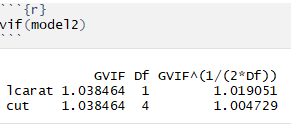 ```{r}
vif(model2)
```
GVIF Df GVIF^(1/(2*Df))
lcarat 1.038464 1 1.019051
cut 1.038464 4 1.004729